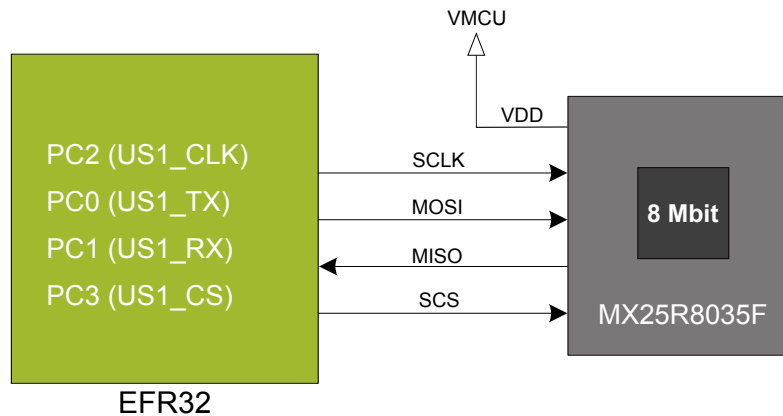 VMCU
VDD
PC2 (US1_CLK)
SCLK
PC0 (US1_TX)
MOSI
8 Mbit
PC1 (US1_RX)
MISO
PC3 (US1_CS)
SCS
MX25R8035F
EFR32